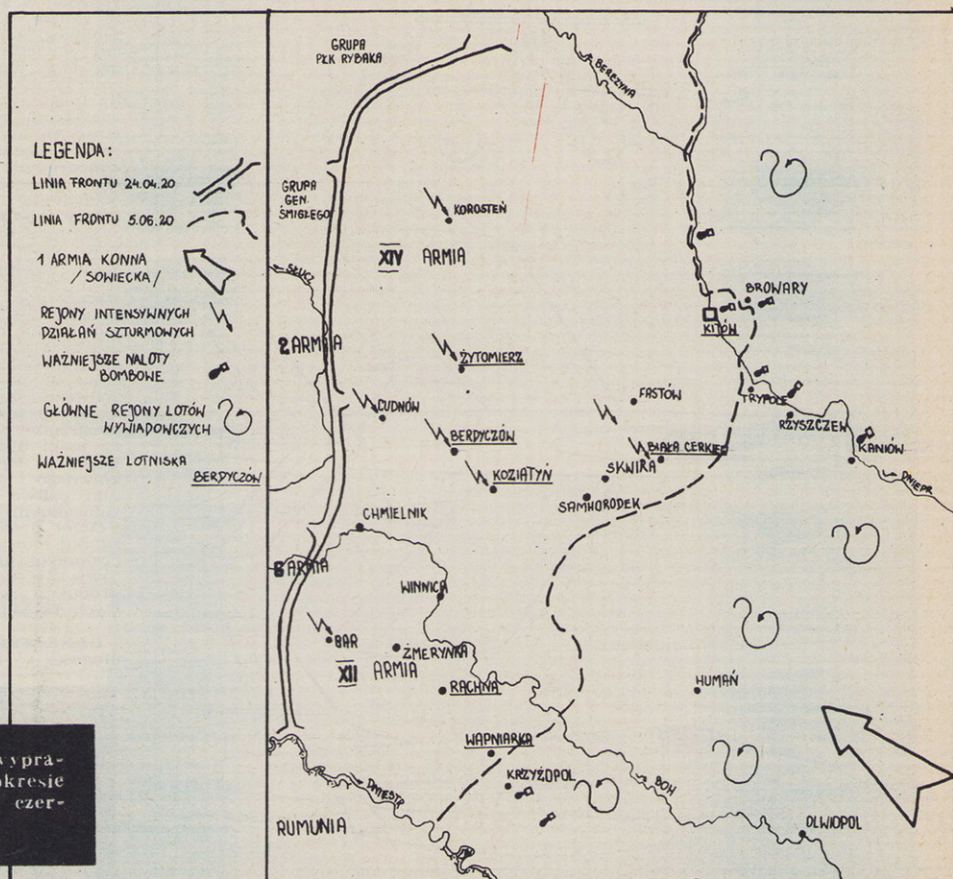 LEGENDA:
LINIA FRONTU 24.04.20
LINIA FRONTU 5.06.20
1 ARMIA KONNA
/SOWIECKA/
REJONY INTENSYWNYCH
DZIAŁAŃ SZTURMOWYCH
WAŻNIEJSZE NALOTY
BOMBOWE
GŁÓWNE REJONY LOTÓW
WYWIADOWCZYCH
WAŻNIEJSZE LOTNISKA
BERDYCZÓW
GRUPA
PŁK RYBAKA
BEREZYNA
GRUPA
GEN.
ŚMIGŁEGO
KOROSTEŃ
XIV ARMIA
SŁUCZ
BROWARY
KIJÓW
2 ARMIA
ŻYTOMIERZ
CUDNÓW
FASTÓW
TRYPOLE
RŻYSZCZEW
BERDYCZÓW
BIAŁA CERKIEW
KANIÓW
KOZIATYŃ
SKWIRA
DNIEPR
SAMHORODEK
CHMIELNIK
6 ARMIA
WINNICA
BAR
ŻMERYNKA
XII ARMIA
RACHNA
HUMAŃ
WAPNIARKA
KRZYŻOPOL
BOH
DNIESTR
RUMUNIA
OLWIOPOL
wypra-
okresie
czer-